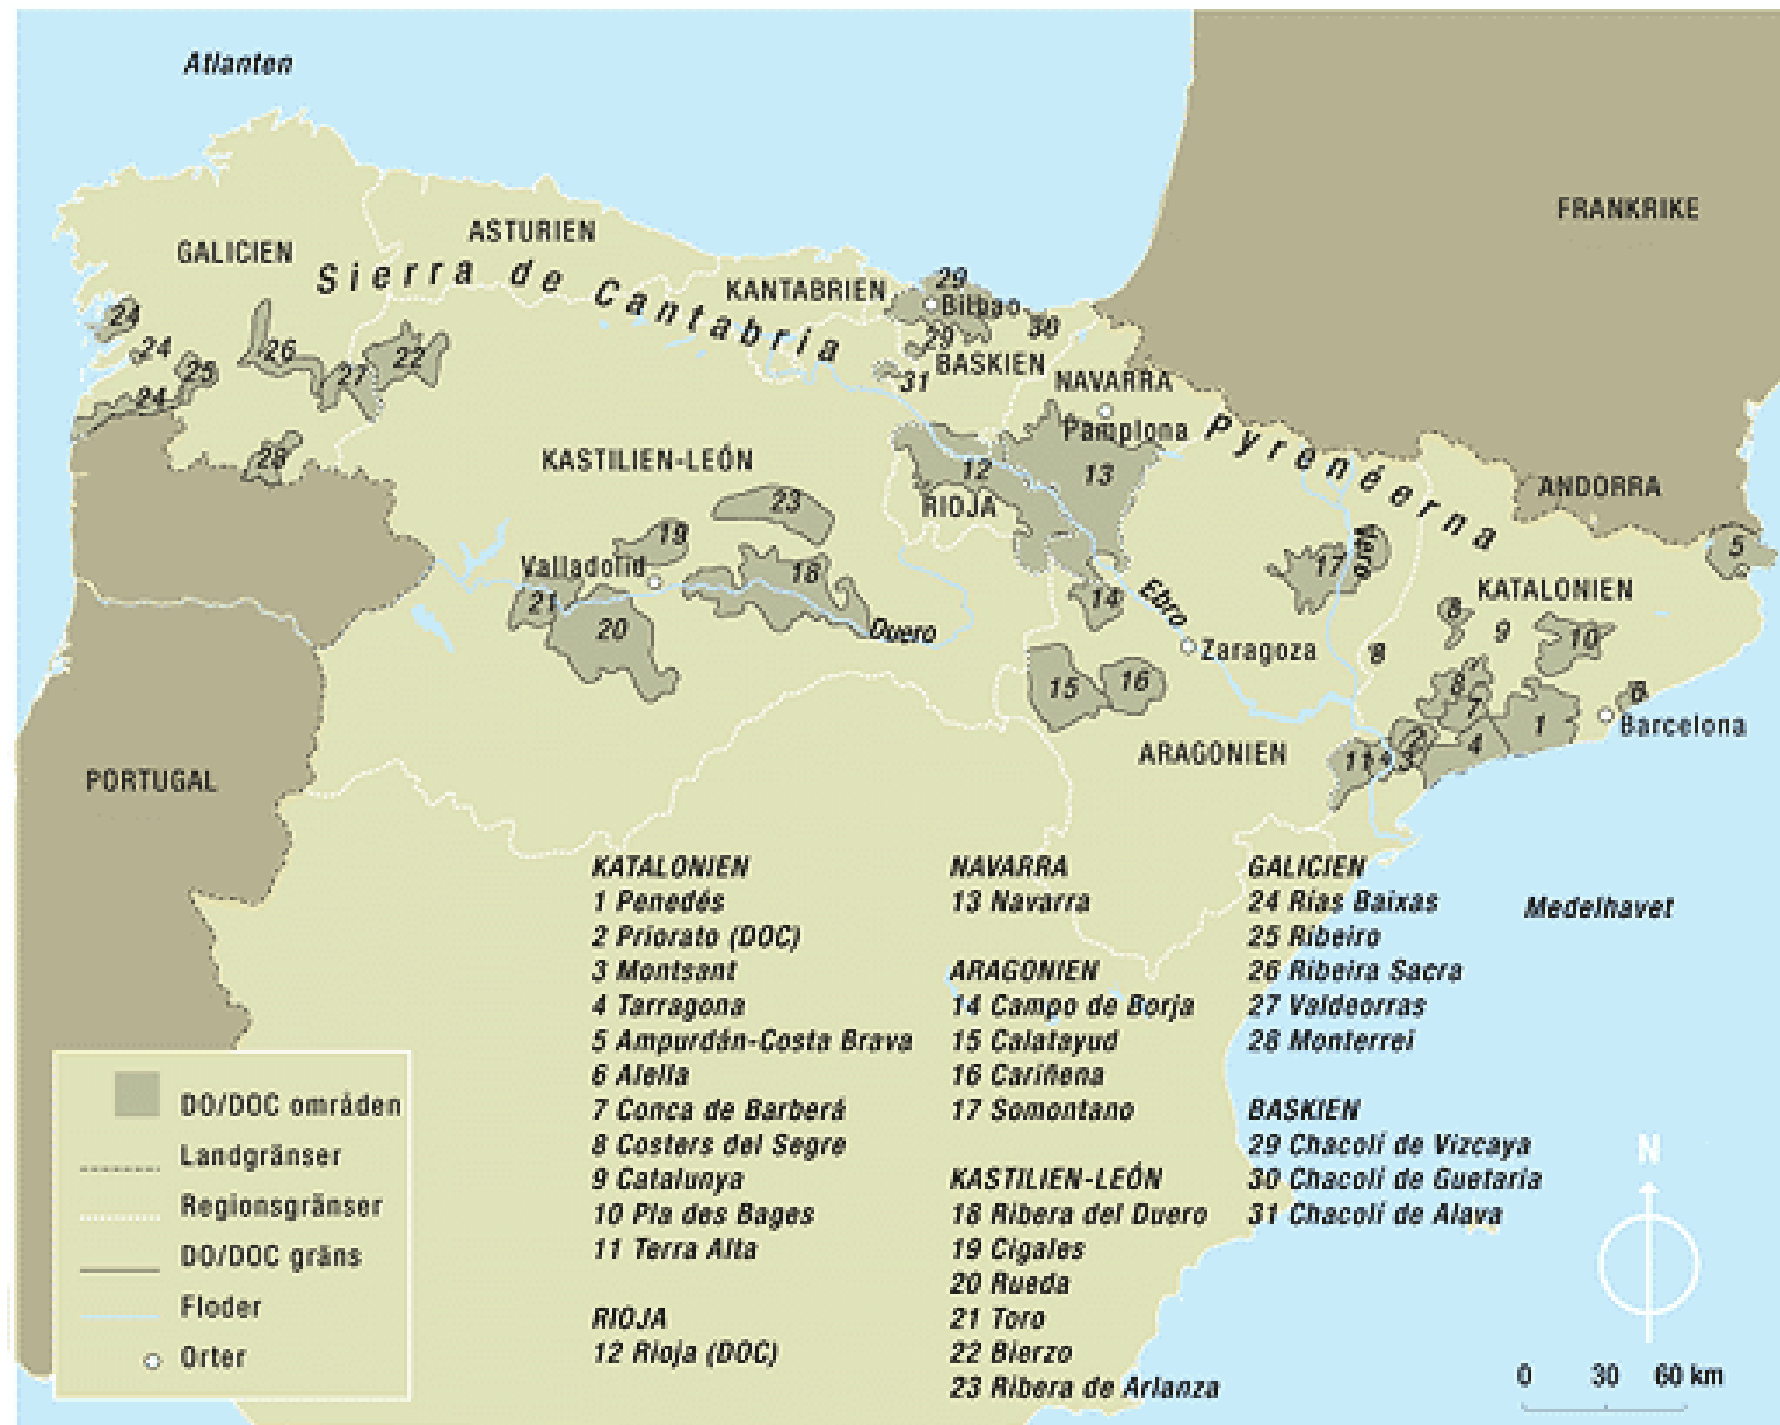 Atlanten
FRANKRIKE
ASTURIEN
GALICIEN
Sierra de Cantabria
KANTABRIEN
29
Bilbao
24
30
29
24
26
22
BASKIEN
25
27
31
NAVARRA
24
Pamplona
Pyrenéerna
28
KASTILIEN-LEÓN
12
13
ANDORRA
23
RIOJA
19
5
Valladolid
18
17
Vero
KATALONIEN
21
14
Ebro
8
20
Duero
9
10
Zaragoza
8
15
16
8
6
7
1
Barcelona
2
4
ARAGONIEN
11
4
3
PORTUGAL
Medelhavet
KATALONIEN
1 Penedés
2 Priorato (DOC)
3 Montsant
4 Tarragona
5 Ampurdán-Costa Brava
6 Alella
7 Conca de Barberá
8 Costers del Segre
9 Catalunya
10 Pla des Bages
11 Terra Alta
RIOJA
12 Rioja (DOC)
NAVARRA
13 Navarra
ARAGONIEN
14 Campo de Borja
15 Calatayud
16 Cariñena
17 Somontano
KASTILIEN-LEÓN
18 Ribera del Duero
19 Cigales
20 Rueda
21 Toro
22 Bierzo
23 Ribera de Arlanza
GALICIEN
24 Rías Baixas
25 Ribeiro
26 Ribeira Sacra
27 Valdeorras
28 Monterrei
BASKIEN
29 Chacolí de Vizcaya
30 Chacolí de Guetaria
31 Chacolí de Alava
DO/DOC områden
Landgränser
Regionsgränser
DO/DOC gräns
Floder
Orter
N
0 30 60 km